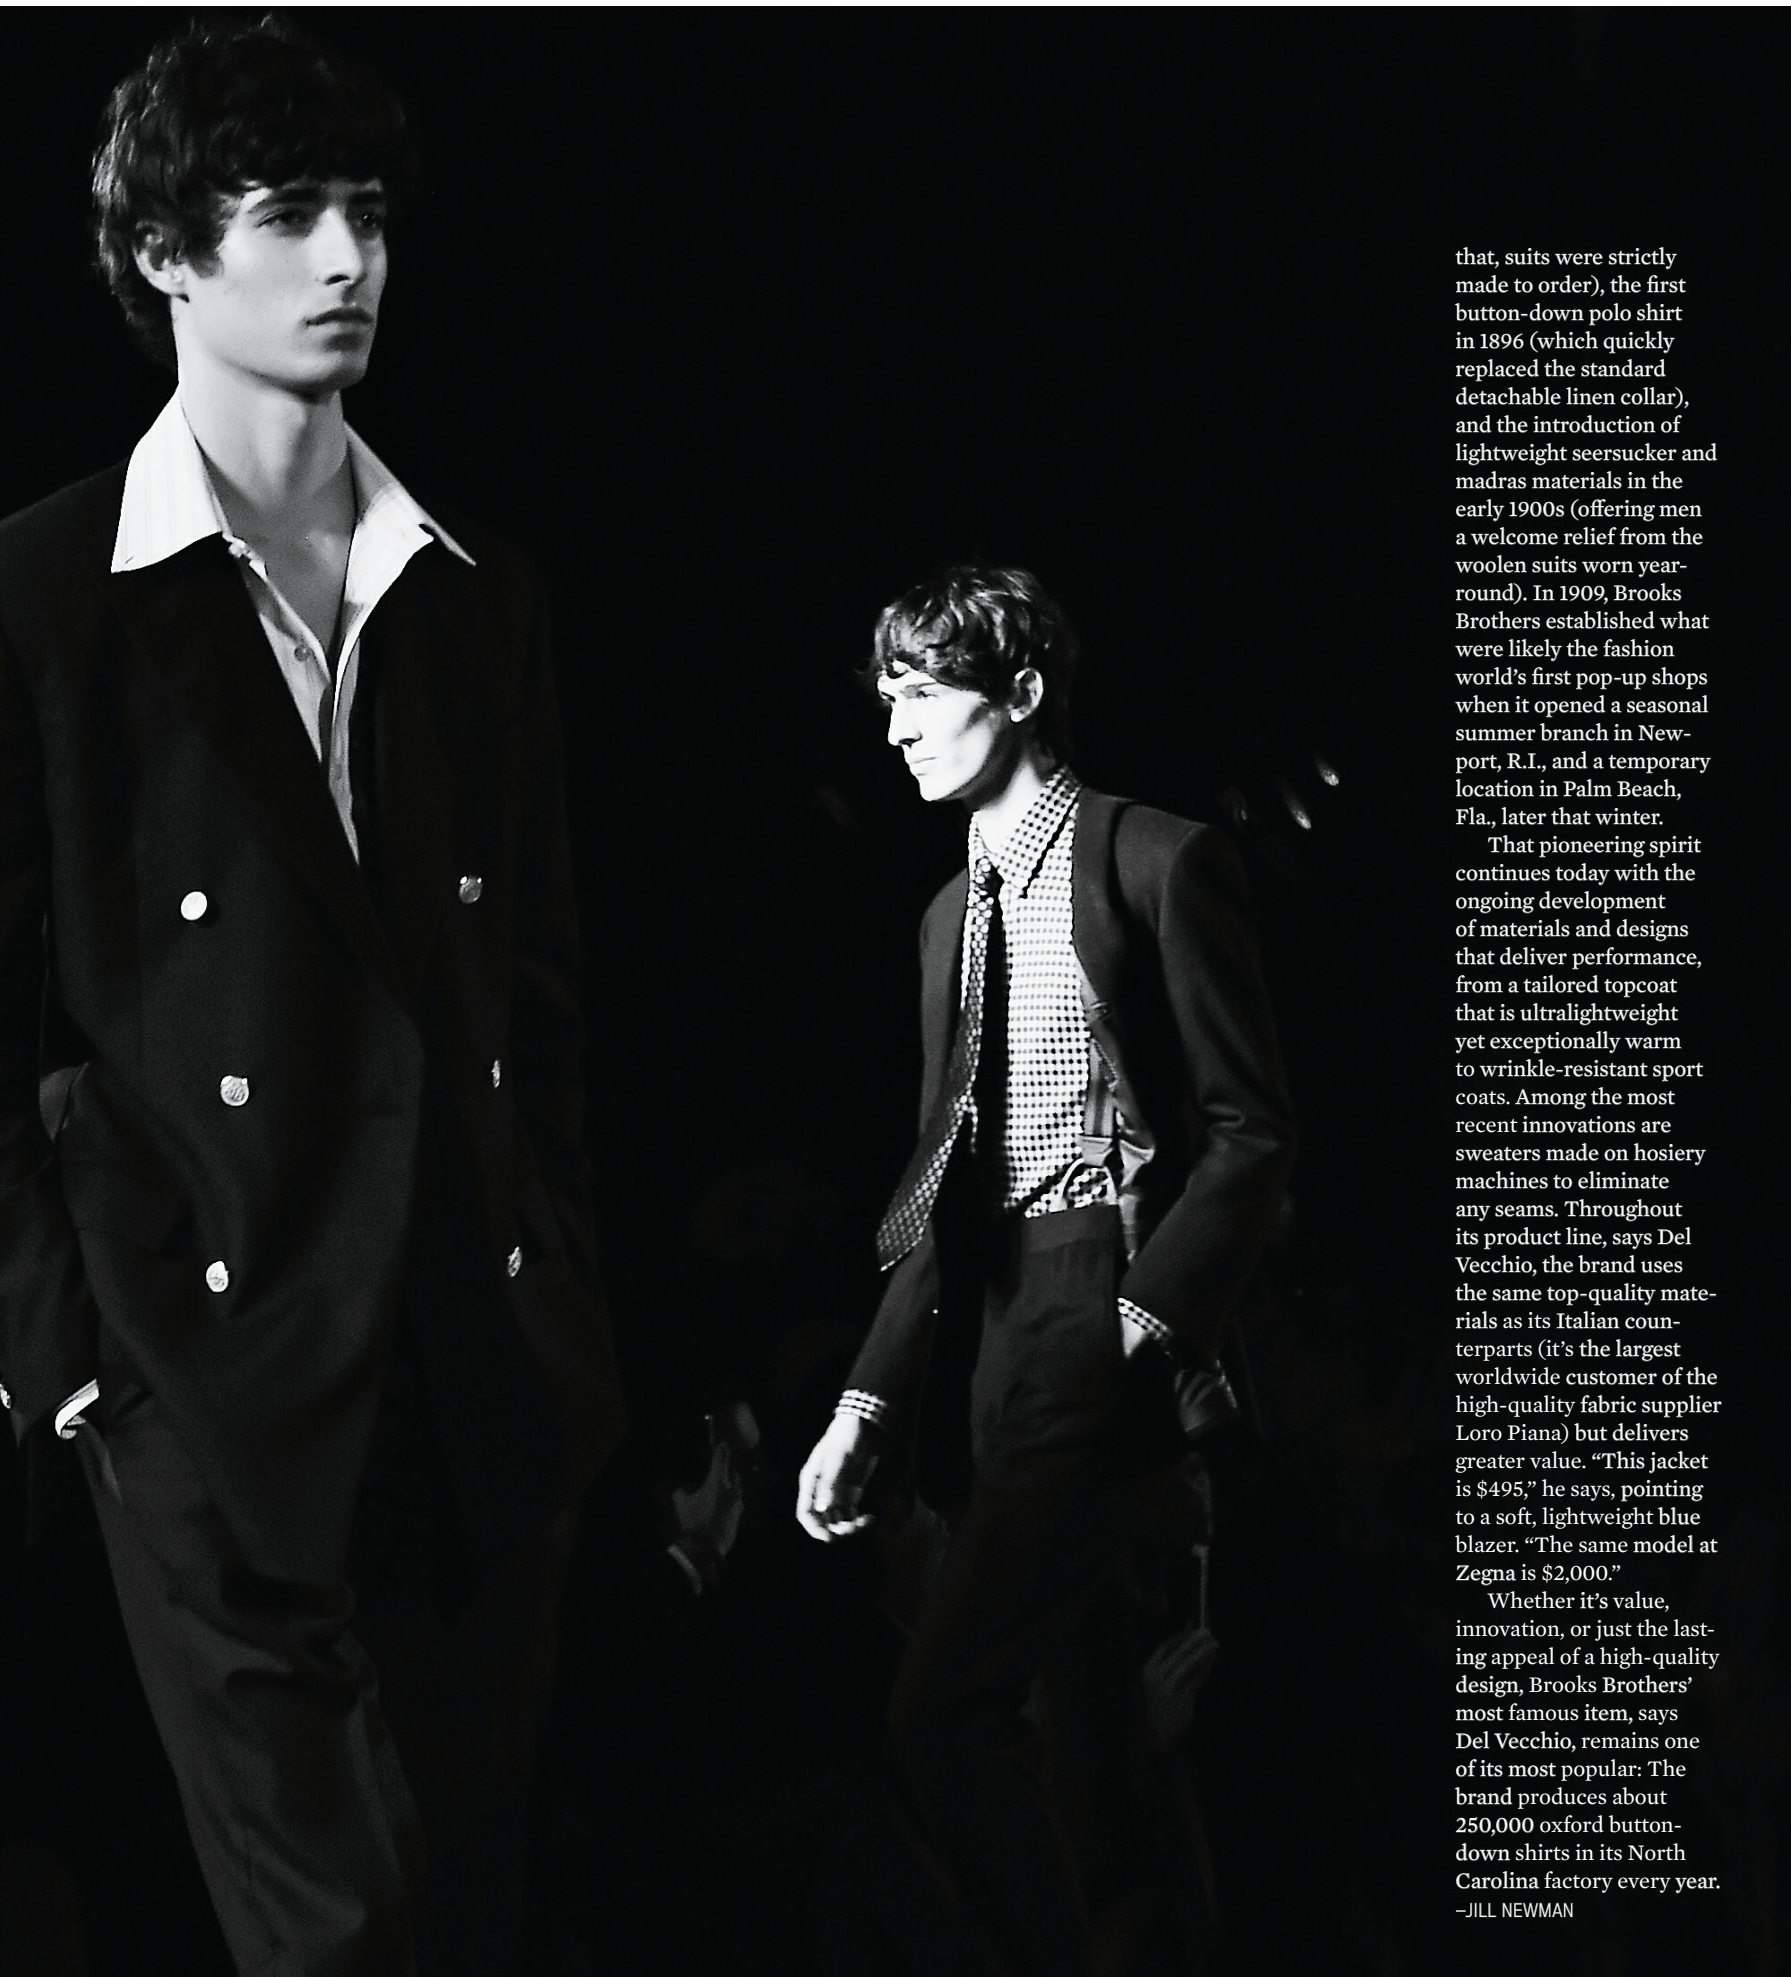 that, suits were strictly
made to order), the first
button-down polo shirt
in 1896 (which quickly
replaced the standard
detachable linen collar),
and the introduction of
lightweight seersucker and
madras materials in the
early 1900s (offering men
a welcome relief from the
woolen suits worn year-
round). In 1909, Brooks
Brothers established what
were likely the fashion
world’s first pop-up shops
when it opened a seasonal
summer branch in New-
port, R.I., and a temporary
location in Palm Beach,
Fla., later that winter.
That pioneering spirit
continues today with the
ongoing development
of materials and designs
that deliver performance,
from a tailored topcoat
that is ultralightweight
yet exceptionally warm
to wrinkle-resistant sport
coats. Among the most
recent innovations are
sweaters made on hosiery
machines to eliminate
any seams. Throughout
its product line, says Del
Vecchio, the brand uses
the same top-quality mate-
rials as its Italian coun-
terparts (it’s the largest
worldwide customer of the
high-quality fabric supplier
Loro Piana) but delivers
greater value. “This jacket
is $495,” he says, pointing
to a soft, lightweight blue
blazer. “The same model at
Zegna is $2,000.”
Whether it’s value,
innovation, or just the last-
ing appeal of a high-quality
design, Brooks Brothers’
most famous item, says
Del Vecchio, remains one
of its most popular: The
brand produces about
250,000 oxford button-
down shirts in its North
Carolina factory every year.
–JILL NEWMAN